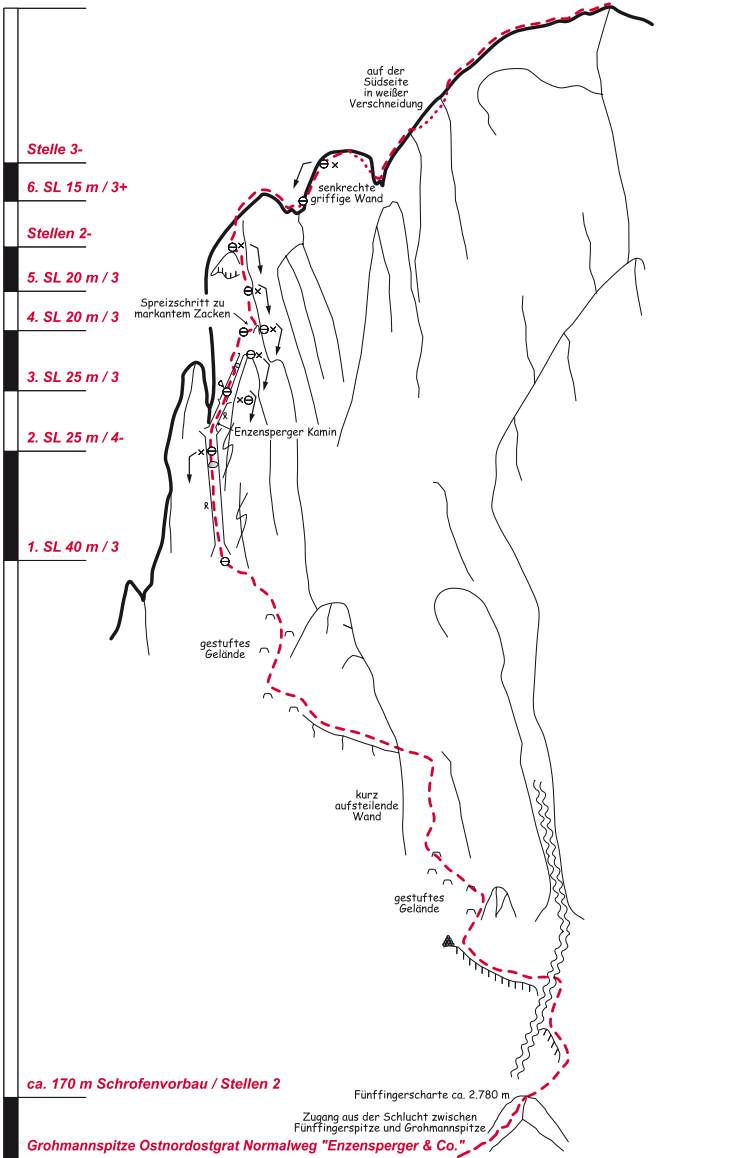 auf der
Südseite
in weißer
Verschneidung
Stelle 3-
6. SL 15 m / 3+
senkrechte
griffige Wand
Stellen 2-
5. SL 20 m / 3
Spreizschritt zu
markantem Zacken
4. SL 20 m / 3
3. SL 25 m / 3
Enzensperger Kamin
2. SL 25 m / 4-
1. SL 40 m / 3
gestuftes
Gelände
kurz
aufsteilende
Wand
gestuftes
Gelände
ca. 170 m Schrofenvorbau / Stellen 2
Fünffingerscharte ca. 2.780 m
Zugang aus der Schlucht zwischen
Fünffingerspitze und Grohmannspitze
Grohmannspitze Ostnordostgrat Normalweg "Enzensperger & Co."